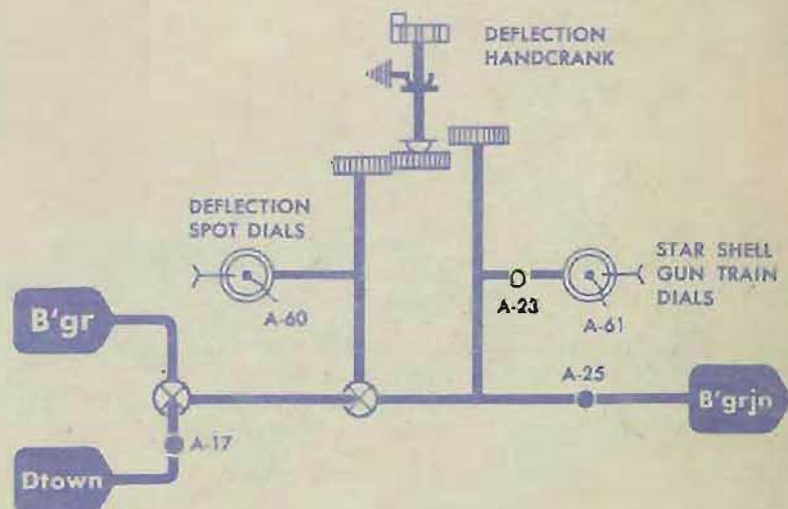 DEFLECTION
HANDCRANK
DEFLECTION
SPOT DIALS
STAR SHELL
GUN TRAIN
DIALS
A-23
A-60
A-61
B'gr
A-25
B'grjn
A-17
Dtown